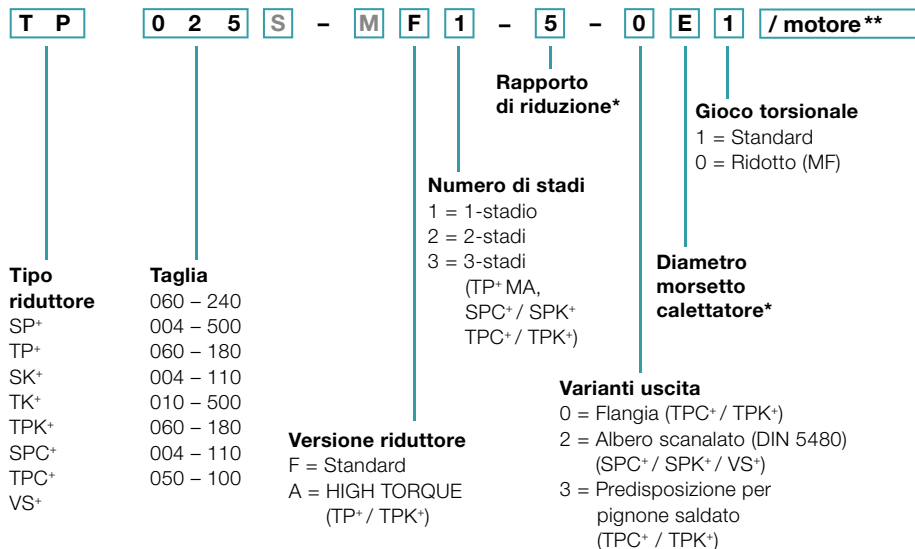 T P 0 2 5 S – M F 1 – 5 – 0 E 1 / motore**
Rapporto
di riduzione*
Gioco torsionale
1 = Standard
0 = Ridotto (MF)
Numero di stadi
1 = 1-stadio
2 = 2-stadi
3 = 3-stadi
(TP+ MA,
SPC+ / SPK+
TPC+ / TPK+)
Diametro
morsetto
calettatore*
Tipo
riduttore
SP+
TP+
SK+
TK+
TPK+
SPC+
TPC+
VS+
Taglia
060 – 240
004 – 500
060 – 180
004 – 110
010 – 500
060 – 180
004 – 110
050 – 100
Versione riduttore
F = Standard
A = HIGH TORQUE
(TP+ / TPK+)
Varianti uscita
0 = Flangia (TPC+ / TPK+)
2 = Albero scanalato (DIN 5480)
(SPC+ / SPK+ / VS+)
3 = Predisposizione per
pignone saldato
(TPC+ / TPK+)